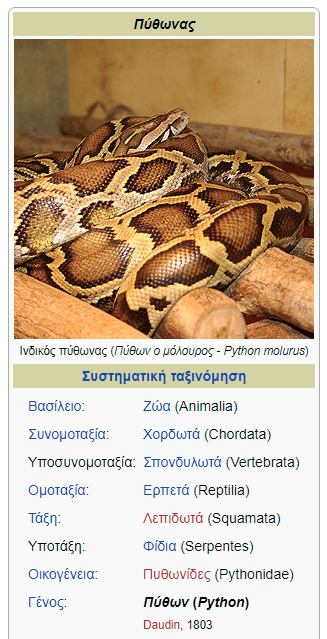 Πύθωνας
Ινδικός πύθωνας (Πύθων ο μόλουρος - Python molurus)
Συστηματική ταξινόμηση
Βασίλειο: Ζώα (Animalia)
Συνομοταξία: Χορδωτά (Chordata)
Υποσυνομοταξία: Σπονδυλωτά (Vertebrata)
Ομοταξία: Ερπετά (Reptilia)
Τάξη: Λεπιδωτά (Squamata)
Υποτάξη: Φίδια (Serpentes)
Οικογένεια: Πυθωνίδες (Pythonidae)
Γένος: Πύθων (Python)
Daudin, 1803